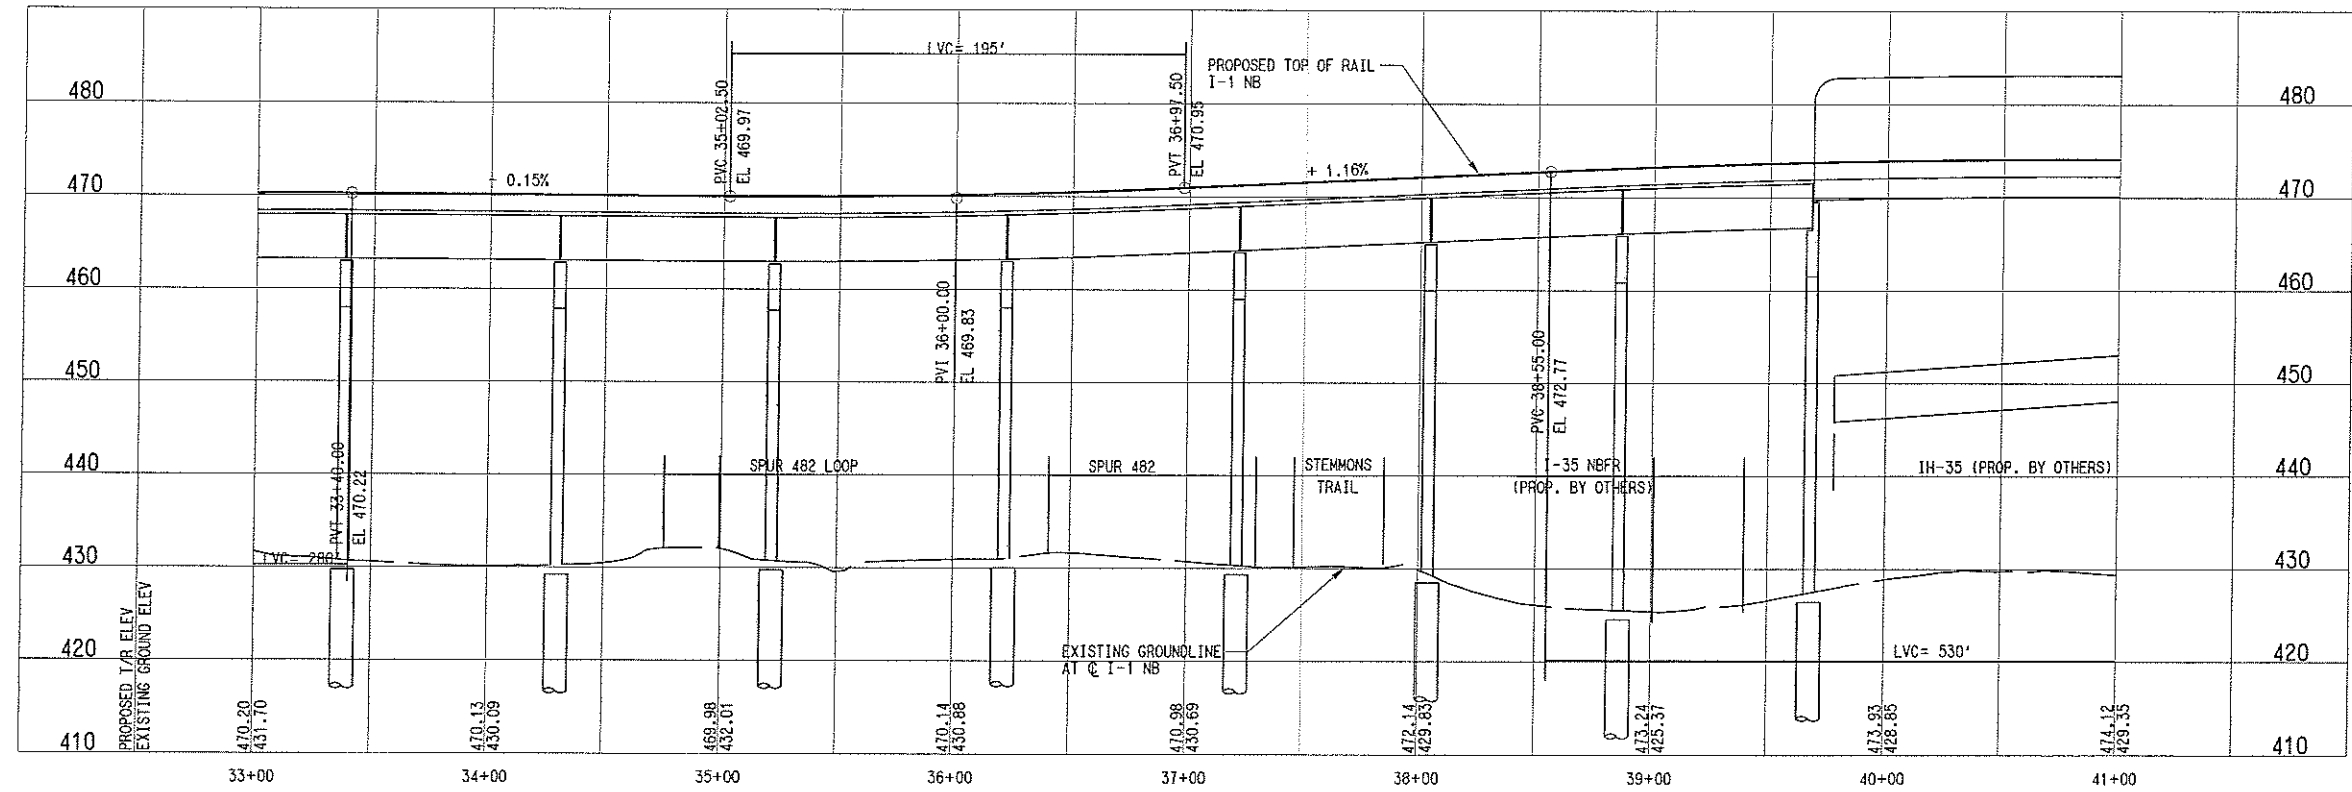 LVC= 195'
PROPOSED TOP OF RAIL
I-1 NB
480
480
PVC 35+02.50
EL 469.97
PVT 36+97.50
EL 470.95
470
- 0.15%
+ 1.16%
470
460
460
PVI 36+00.00
EL 469.83
PVC 38+55.00
EL 472.77
450
450
PVT 33+40.00
EL 470.22
440
SPUR 482 LOOP
SPUR 482
STEMMONS
TRAIL
I-35 NBFR
(PROP. BY OTHERS)
IH-35 (PROP. BY OTHERS)
440
430
LVC= 280'
430
420
EXISTING GROUNDLINE
AT ℄ I-1 NB
LVC= 530'
420
PROPOSED T/R ELEV
EXISTING GROUND ELEV
470.20
431.70
470.13
430.09
469.98
432.01
470.14
430.88
470.98
430.69
472.14
429.83
473.24
425.37
473.93
428.85
474.12
429.35
410
410
33+00
34+00
35+00
36+00
37+00
38+00
39+00
40+00
41+00